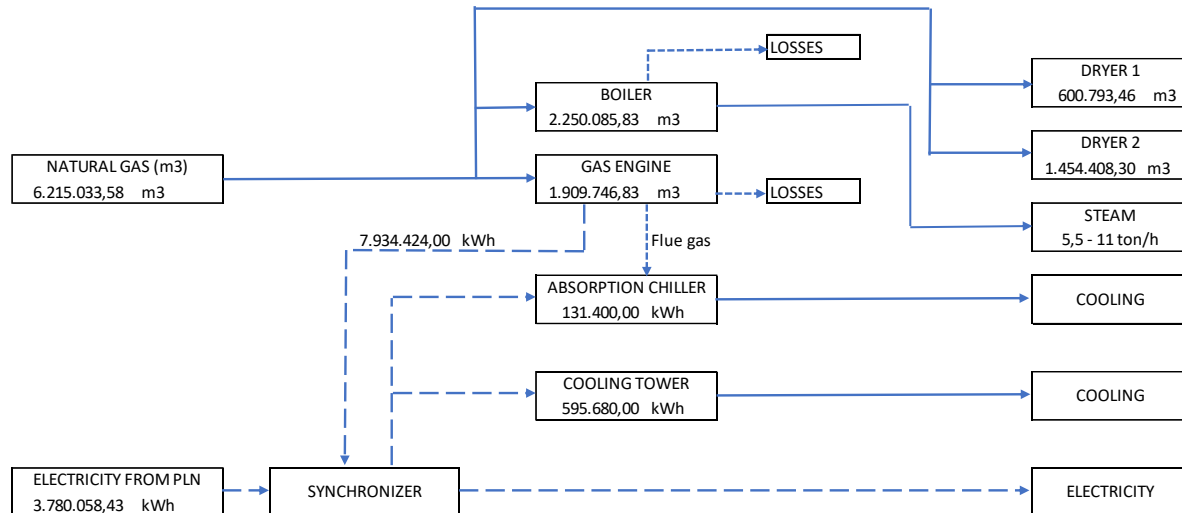 LOSSES
DRYER 1
600.793,46 m3
BOILER
2.250.085,83 m3
DRYER 2
1.454.408,30 m3
NATURAL GAS (m3)
6.215.033,58 m3
GAS ENGINE
1.909.746,83 m3
LOSSES
STEAM
5,5 - 11 ton/h
7.934.424,00 kWh
Flue gas
ABSORPTION CHILLER
131.400,00 kWh
COOLING
COOLING TOWER
595.680,00 kWh
COOLING
ELECTRICITY FROM PLN
3.780.058,43 kWh
SYNCHRONIZER
ELECTRICITY